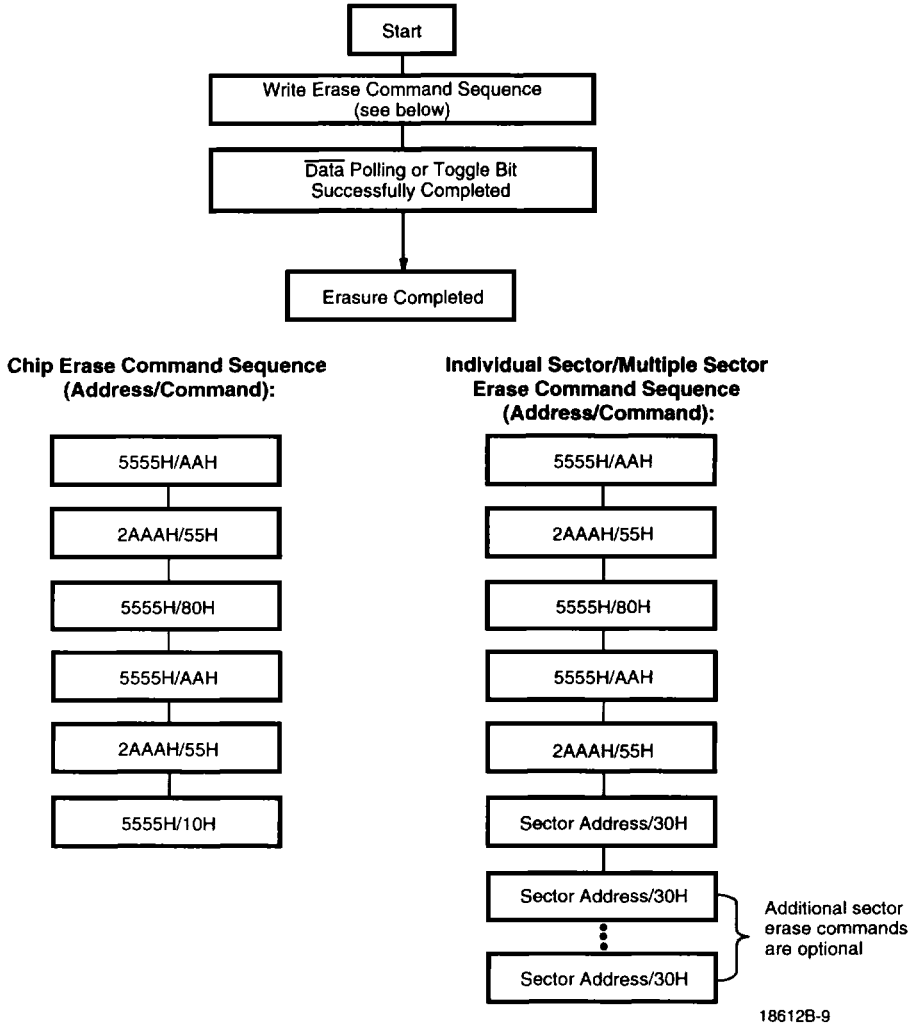 Start
Write Erase Command Sequence
(see below)
Data Polling or Toggle Bit
Successfully Completed
Erasure Completed
Chip Erase Command Sequence
(Address/Command):
5555H/AAH
2AAAH/55H
5555H/80H
5555H/AAH
2AAAH/55H
5555H/10H
Individual Sector/Multiple Sector
Erase Command Sequence
(Address/Command):
5555H/AAH
2AAAH/55H
5555H/80H
5555H/AAH
2AAAH/55H
Sector Address/30H
Sector Address/30H
Sector Address/30H
Additional sector
erase commands
are optional
18612B-9